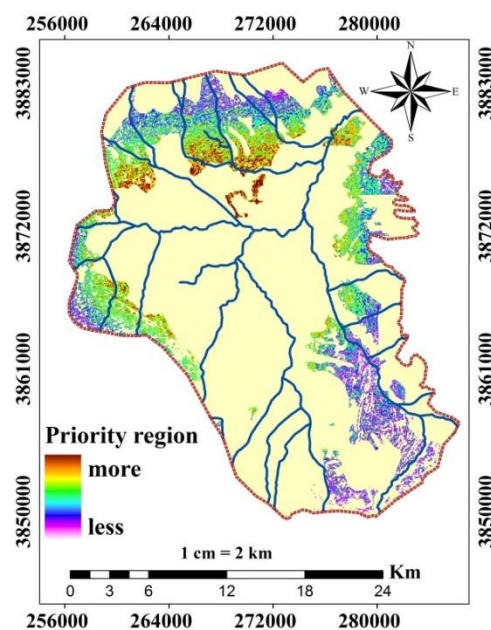 256000 264000 272000 280000
N
W E
S
3883000 3883000
3872000 3872000
3861000 3861000
3850000 3850000
Priority region
more
less
1 cm = 2 km
Km
0 3 6 12 18 24
256000 264000 272000 280000